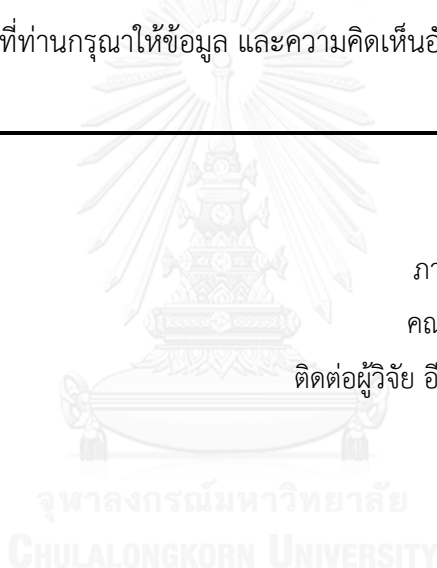 ที่ท่านกรุณาให้ข้อมูล และความคิดเห็นอั
ภา
คณ
ติดต่อผู้วิจัย อี
จุฬาลงกรณ์มหาวิทยาลัย
CHULALONGKORN UNIVERSITY